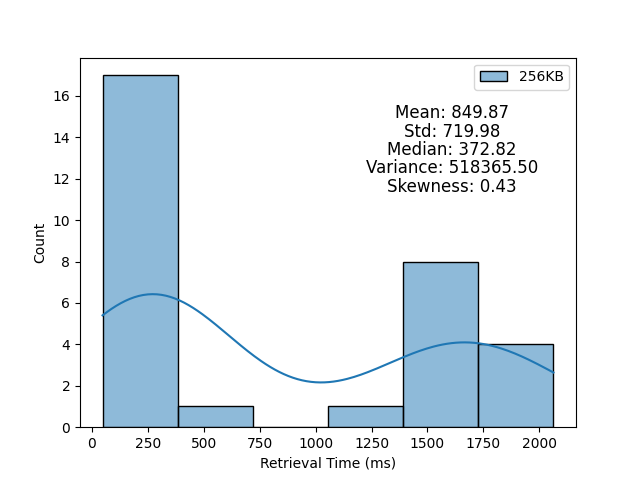 256KB
Mean: 849.87
Std: 719.98
Median: 372.82
Variance: 518365.50
Skewness: 0.43
Count
16
14
12
10
8
6
4
2
0
0 250 500 750 1000 1250 1500 1750 2000
Retrieval Time (ms)